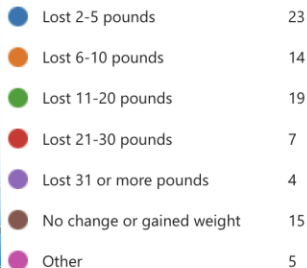 Lost 2-5 pounds 23
Lost 6-10 pounds 14
Lost 11-20 pounds 19
Lost 21-30 pounds 7
Lost 31 or more pounds 4
No change or gained weight 15
Other 5